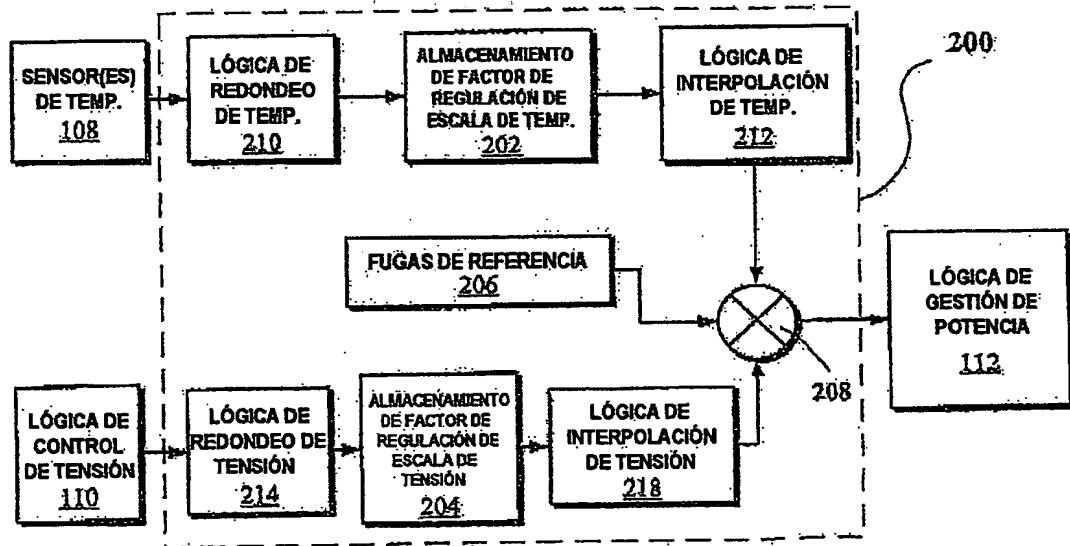 200
SENSOR(ES)
DE TEMP.
108
LÓGICA DE
REDONDEO
DE TEMP.
210
ALMACENAMIENTO
DE FACTOR DE
REGULACIÓN DE
ESCALA DE TEMP.
202
LÓGICA DE
INTERPOLACIÓN
DE TEMP.
212
FUGAS DE REFERENCIA
206
208
LÓGICA DE
GESTIÓN DE
POTENCIA
112
LÓGICA DE
CONTROL
DE TENSIÓN
110
LÓGICA DE
REDONDEO DE
TENSIÓN
214
ALMACENAMIENTO
DE FACTOR DE
REGULACIÓN DE
ESCALA DE
TENSIÓN
204
LÓGICA DE
INTERPOLACIÓN
DE TENSIÓN
218